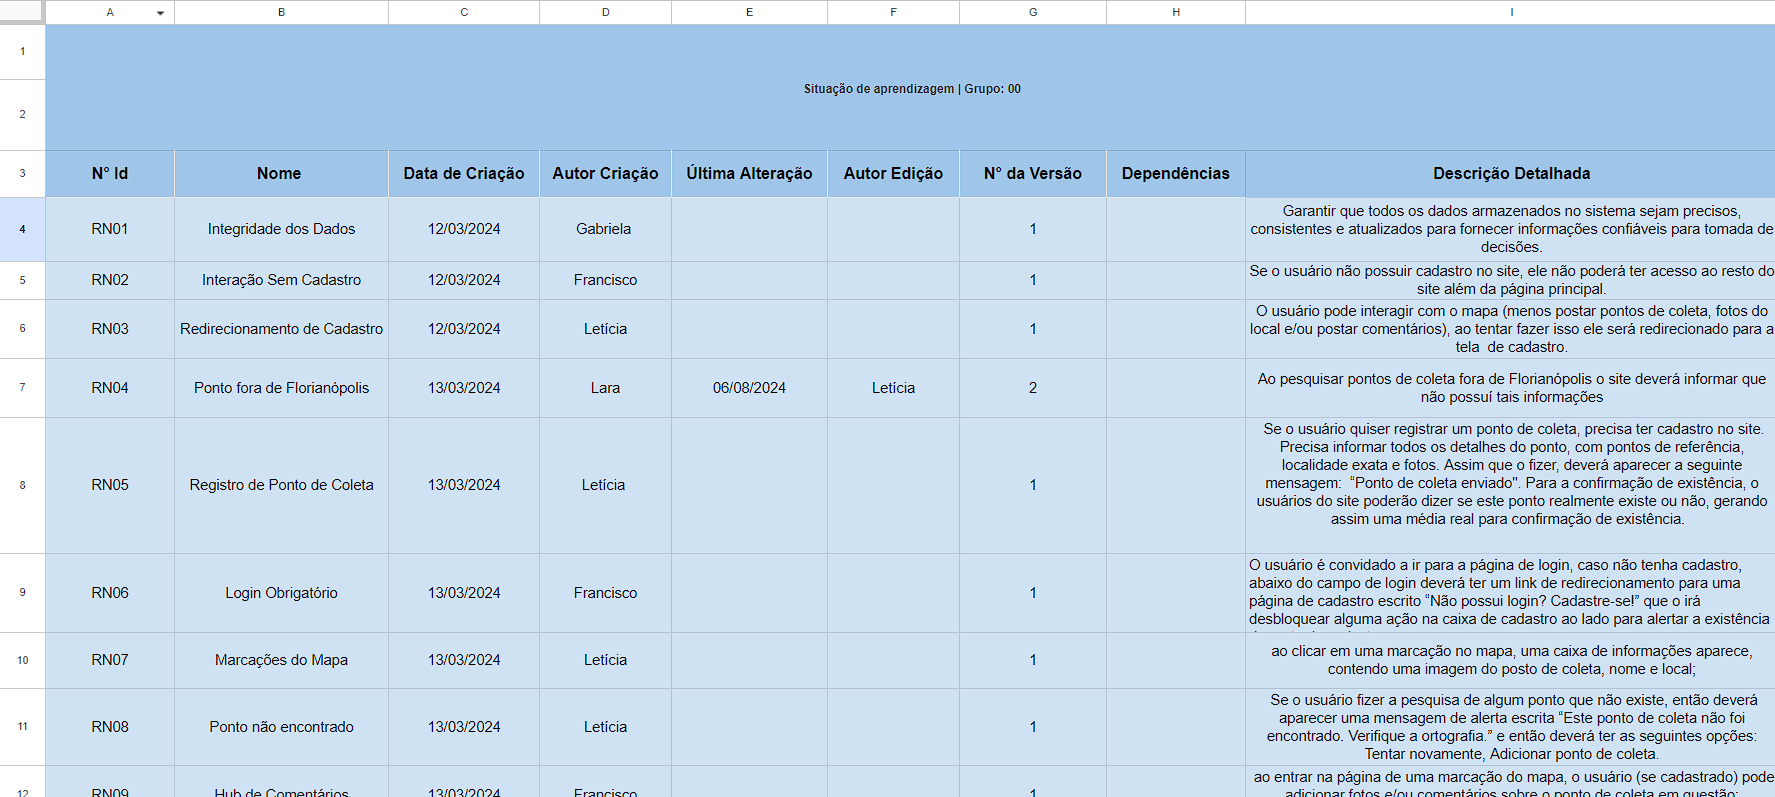 A B C D E F G H I
1
Situação de aprendizagem | Grupo: 00
2
3 N° Id Nome Data de Criação Autor Criação Última Alteração Autor Edição N° da Versão Dependências Descrição Detalhada
4 RN01 Integridade dos Dados 12/03/2024 Gabriela 1
Garantir que todos os dados armazenados no sistema sejam precisos,
consistentes e atualizados para fornecer informações confiáveis para tomada de
decisões.
5 RN02 Interação Sem Cadastro 12/03/2024 Francisco 1
Se o usuário não possuir cadastro no site, ele não poderá ter acesso ao resto do
site além da página principal.
6 RN03 Redirecionamento de Cadastro 12/03/2024 Letícia 1
O usuário pode interagir com o mapa (menos postar pontos de coleta, fotos do
local e/ou postar comentários), ao tentar fazer isso ele será redirecionado para a
tela  de cadastro.
7 RN04 Ponto fora de Florianópolis 13/03/2024 Lara 06/08/2024 Letícia 2
Ao pesquisar pontos de coleta fora de Florianópolis o site deverá informar que
não possuí tais informações
8 RN05 Registro de Ponto de Coleta 13/03/2024 Letícia 1
Se o usuário quiser registrar um ponto de coleta, precisa ter cadastro no site.
Precisa informar todos os detalhes do ponto, com pontos de referência,
localidade exata e fotos. Assim que o fizer, deverá aparecer a seguinte
mensagem:  “Ponto de coleta enviado". Para a confirmação de existência, o
usuários do site poderão dizer se este ponto realmente existe ou não, gerando
assim uma média real para confirmação de existência.
9 RN06 Login Obrigatório 13/03/2024 Francisco 1
O usuário é convidado a ir para a página de login, caso não tenha cadastro,
abaixo do campo de login deverá ter um link de redirecionamento para uma
página de cadastro escrito “Não possui login? Cadastre-se!” que o irá
desbloquear alguma ação na caixa de cadastro ao lado para alertar a existência
10 RN07 Marcações do Mapa 13/03/2024 Letícia 1
ao clicar em uma marcação no mapa, uma caixa de informações aparece,
contendo uma imagem do posto de coleta, nome e local;
11 RN08 Ponto não encontrado 13/03/2024 Letícia 1
Se o usuário fizer a pesquisa de algum ponto que não existe, então deverá
aparecer uma mensagem de alerta escrita “Este ponto de coleta não foi
encontrado. Verifique a ortografia.” e então deverá ter as seguintes opções:
Tentar novamente, Adicionar ponto de coleta.
12 RN09 Hub de Comentários 13/03/2024 Francisco 1
ao entrar na página de uma marcação do mapa, o usuário (se cadastrado) pode
adicionar fotos e/ou comentários sobre o ponto de coleta em questão;